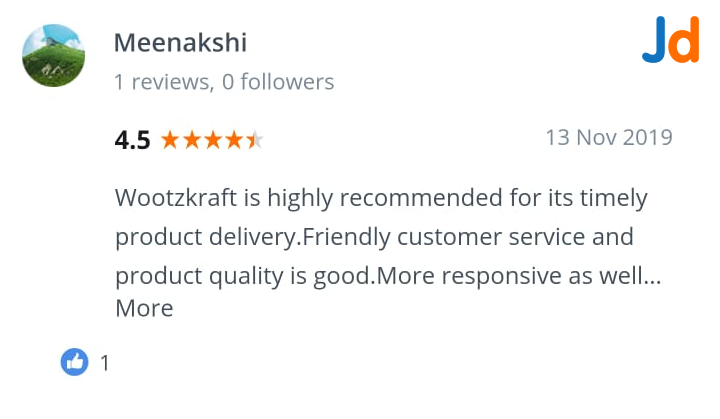 Meenakshi
Jd
1 reviews, 0 followers
4.5
13 Nov 2019
Wootzkraft is highly recommended for its timely
product delivery.Friendly customer service and
product quality is good.More responsive as well...
More
1